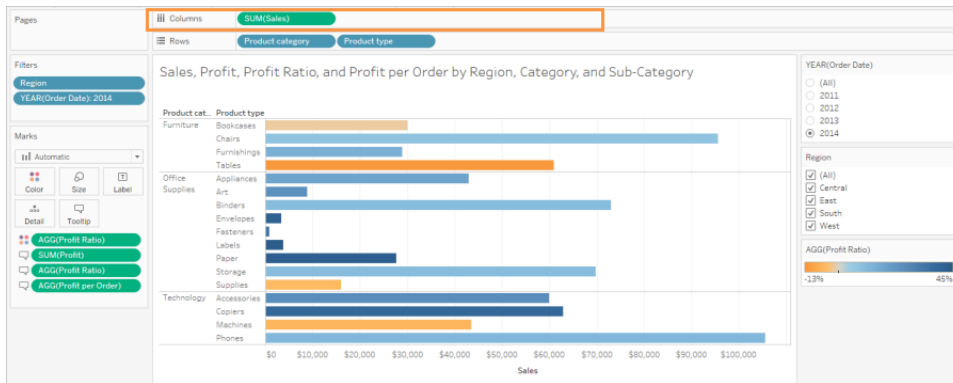 Pages
Columns SUM(Sales)
Rows Product category Product type
Filters
Region
YEAR(Order Date): 2014
Marks
Automatic
Color Size Label
Detail Tooltip
AGG(Profit Ratio)
SUM(Profit)
AGG(Profit Ratio)
AGG(Profit per Order)
Sales, Profit, Profit Ratio, and Profit per Order by Region, Category, and Sub-Category
Product cat.. Product type
Furniture Bookcases
Chairs
Furnishings
Tables
Office Supplies Appliances
Art
Binders
Envelopes
Fasteners
Labels
Paper
Storage
Supplies
Technology Accessories
Copiers
Machines
Phones
$0 $10,000 $20,000 $30,000 $40,000 $50,000 $60,000 $70,000 $80,000 $90,000 $100,000
Sales
YEAR(Order Date)
(All)
2011
2012
2013
2014
Region
(All)
Central
East
South
West
AGG(Profit Ratio)
-13% 45%